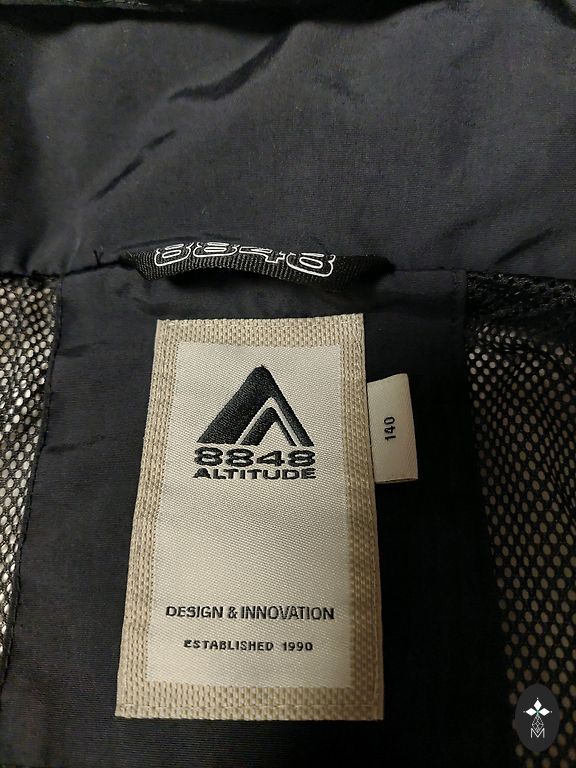 8848
8848
ALTITUDE
140
DESIGN & INNOVATION
ESTABLISHED 1990